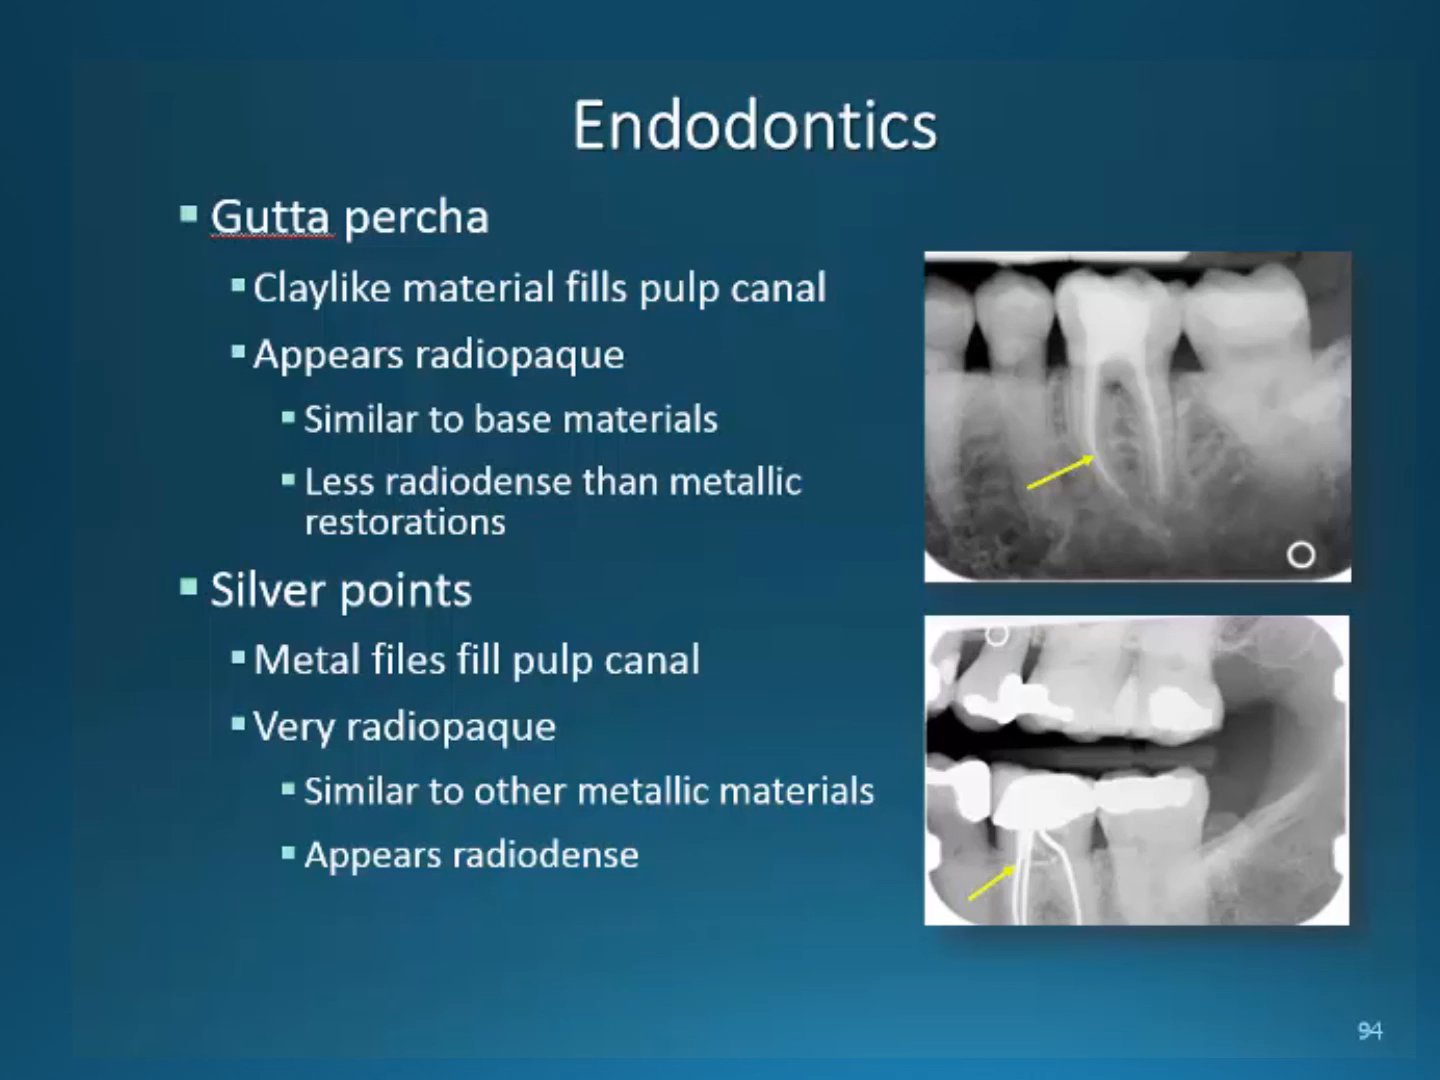 Endodontics
Gutta percha
Claylike material fills pulp canal
Appears radiopaque
Similar to base materials
Less radiodense than metallic
restorations
Silver points
Metal files fill pulp canal
Very radiopaque
Similar to other metallic materials
Appears radiodense
94